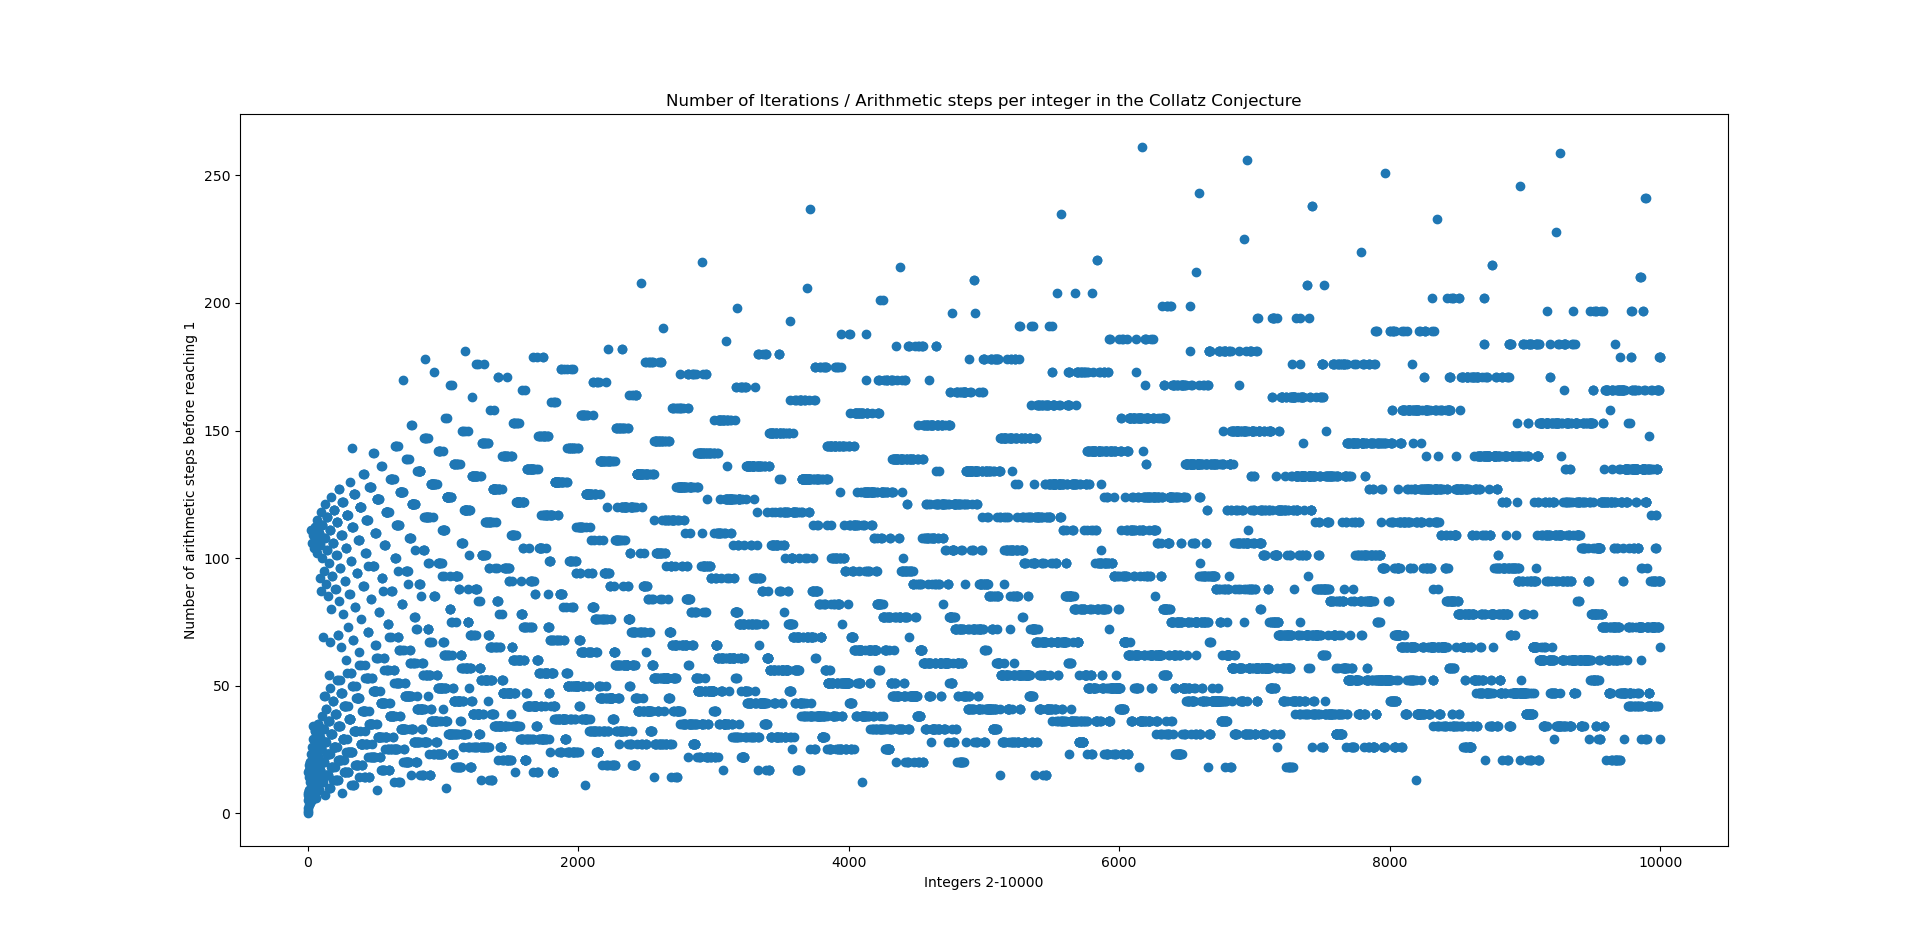 Number of Iterations / Arithmetic steps per integer in the Collatz Conjecture
Number of arithmetic steps before reaching 1
250
200
150
100
50
0
0 2000 4000 6000 8000 10000
Integers 2-10000